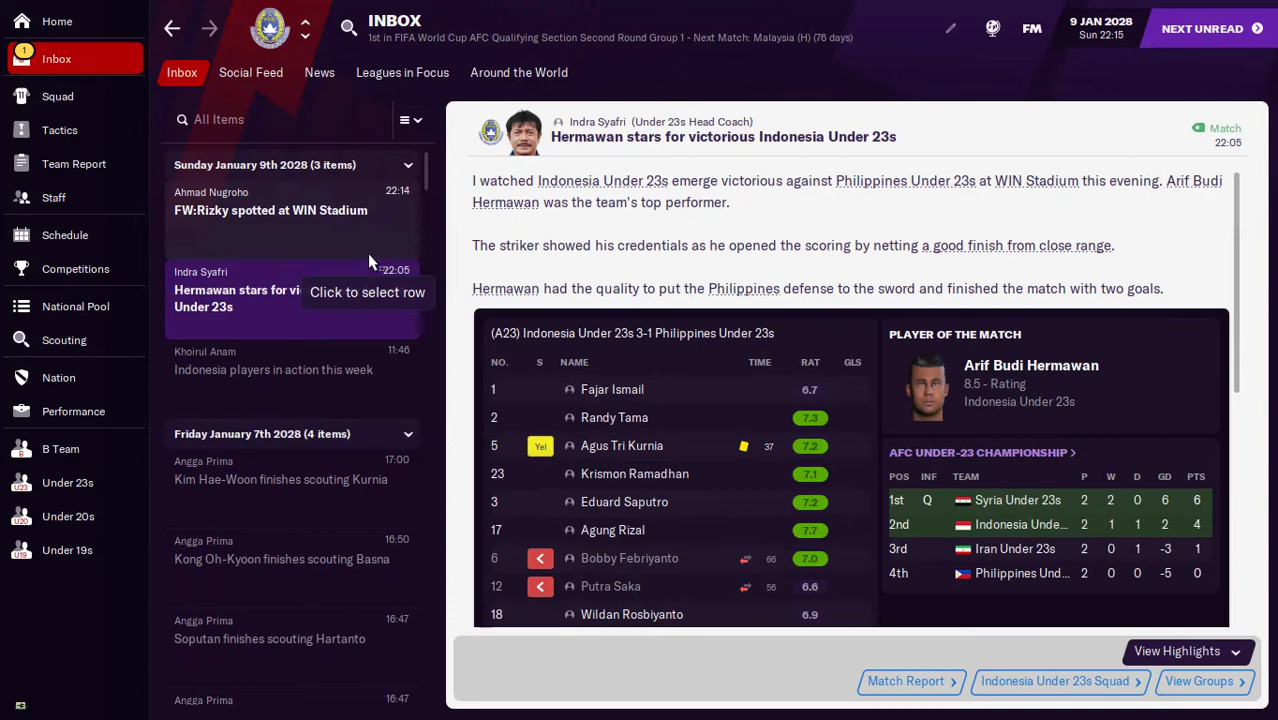 Home
1
Inbox
11
Squad
Tactics
Team Report
Staff
Schedule
Competitions
National Pool
Scouting
Nation
Performance
B
B Team
U23
Under 23s
U20
Under 20s
U19
Under 19s
INBOX
1st in FIFA World Cup AFC Qualifying Section Second Round Group 1 - Next Match: Malaysia (H) (76 days)
FM
9 JAN 2028
Sun 22:15
NEXT UNREAD
Inbox
Social Feed
News
Leagues in Focus
Around the World
All Items
Sunday January 9th 2028 (3 items)
Ahmad Nugroho 22:14
FW:Rizky spotted at WIN Stadium
Indra Syafri 22:05
Hermawan stars for vi
Under 23s
Click to select row
Khoirul Anam 11:46
Indonesia players in action this week
Friday January 7th 2028 (4 items)
Angga Prima 17:00
Kim Hae-Woon finishes scouting Kurnia
Angga Prima 16:50
Kong Oh-Kyoon finishes scouting Basna
Angga Prima 16:47
Soputan finishes scouting Hartanto
Angga Prima 16:47
Indra Syafri (Under 23s Head Coach)
Hermawan stars for victorious Indonesia Under 23s
Match
22:05
I watched Indonesia Under 23s emerge victorious against Philippines Under 23s at WIN Stadium this evening. Arif Budi
Hermawan was the team's top performer.
The striker showed his credentials as he opened the scoring by netting a good finish from close range.
Hermawan had the quality to put the Philippines defense to the sword and finished the match with two goals.
(A23) Indonesia Under 23s 3-1 Philippines Under 23s
NO. S NAME TIME RAT GLS
1 Fajar Ismail 6.7
2 Randy Tama 7.3
5 Yel Agus Tri Kurnia 37 7.2
23 Krismon Ramadhan 7.1
3 Eduard Saputro 7.2
17 Agung Rizal 7.7
6 Bobby Febriyanto 66 7.0
12 Putra Saka 56 6.6
18 Wildan Rosbiyanto 6.9
PLAYER OF THE MATCH
Arif Budi Hermawan
8.5 - Rating
Indonesia Under 23s
AFC UNDER-23 CHAMPIONSHIP >
POS INF TEAM P W D GD PTS
1st Q Syria Under 23s 2 2 0 6 6
2nd Indonesia Unde... 2 1 1 2 4
3rd Iran Under 23s 2 0 1 -3 1
4th Philippines Und... 2 0 0 -5 0
View Highlights
Match Report >
Indonesia Under 23s Squad >
View Groups >